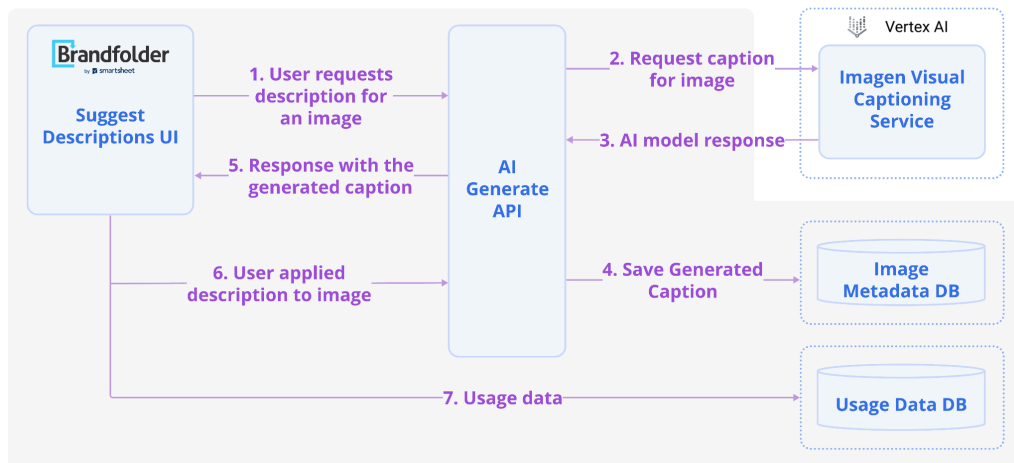 Brandfolder
by smartsheet
Suggest
Descriptions UI
1. User requests
description for
an image
5. Response with the
generated caption
6. User applied
description to image
7. Usage data
AI
Generate
API
2. Request caption
for image
3. AI model response
4. Save Generated
Caption
Vertex AI
Imagen Visual
Captioning
Service
Image
Metadata DB
Usage Data DB